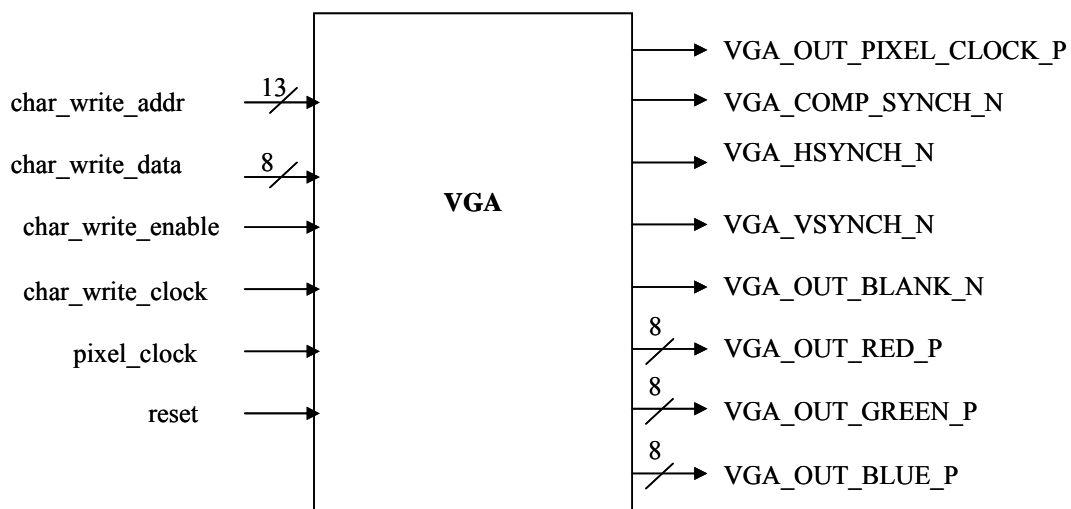 char_write_addr
13
char_write_data
8
char_write_enable
char_write_clock
pixel_clock
reset
VGA
VGA_OUT_PIXEL_CLOCK_P
VGA_COMP_SYNCH_N
VGA_HSYNCH_N
VGA_VSYNCH_N
VGA_OUT_BLANK_N
8
VGA_OUT_RED_P
8
VGA_OUT_GREEN_P
8
VGA_OUT_BLUE_P